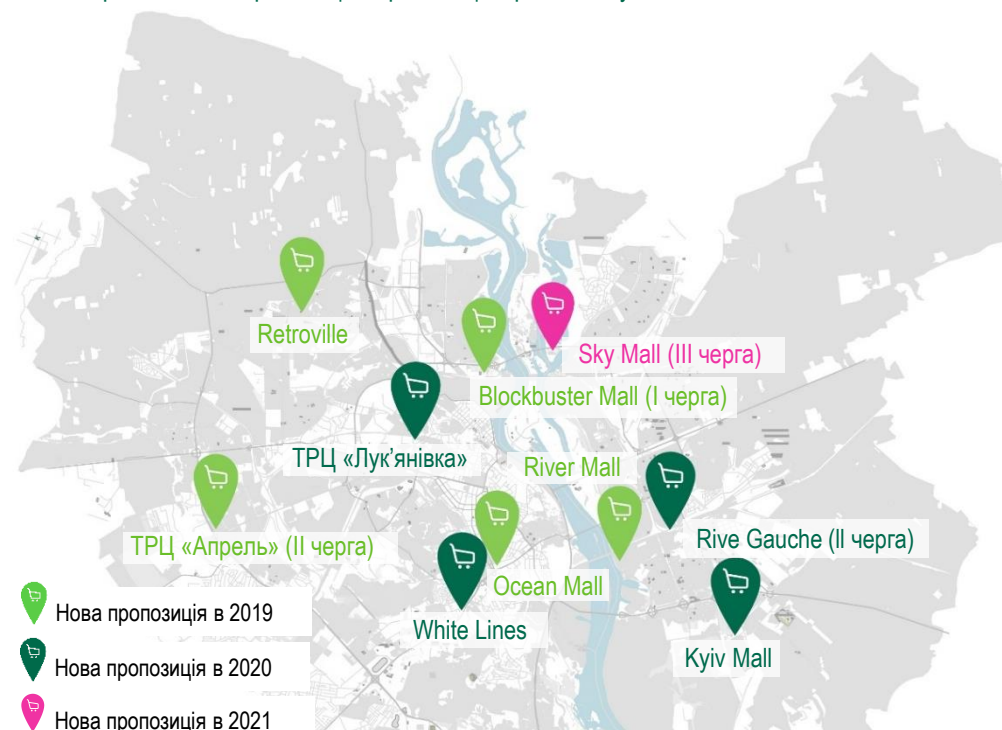 Retroville
Sky Mall (III черга)
Blockbuster Mall (I черга)
ТРЦ «Лук’янівка»
River Mall
Rive Gauche (II черга)
ТРЦ «Апрель» (II черга)
Ocean Mall
White Lines
Kyiv Mall
Нова пропозиція в 2019
Нова пропозиція в 2020
Нова пропозиція в 2021